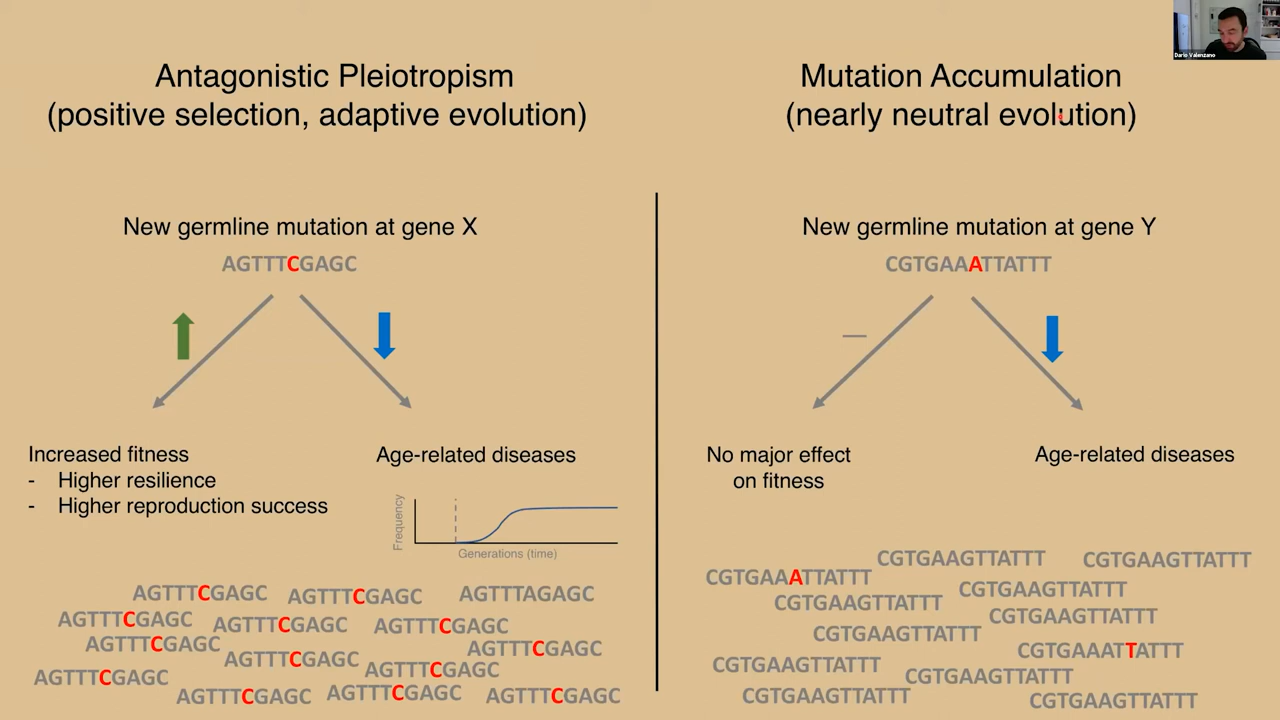 Dario Valenzano
Antagonistic Pleiotropism
(positive selection, adaptive evolution)
New germline mutation at gene X
AGTTTCGAGC
Increased fitness
- Higher resilience
- Higher reproduction success
Age-related diseases
Frequency
Generations (time)
AGTTTCGAGC
AGTTTCGAGC
AGTTTAGAGC
AGTTTCGAGC
AGTTTCGAGC
AGTTTCGAGC
AGTTTCGAGC
AGTTTCGAGC
AGTTTCGAGC
AGTTTCGAGC
AGTTTCGAGC
AGTTTCGAGC
AGTTTCGAGC
AGTTTCGAGC
Mutation Accumulation
(nearly neutral evolution)
New germline mutation at gene Y
CGTGAAATTATTT
No major effect
on fitness
Age-related diseases
CGTGAAGTTATTT
CGTGAAGTTATTT
CGTGAAATTATTT
CGTGAAGTTATTT
CGTGAAGTTATTT
CGTGAAGTTATTT
CGTGAAGTTATTT
CGTGAAATTATTT
CGTGAAGTTATTT
CGTGAAGTTATTT
CGTGAAGTTATTT
CGTGAAGTTATTT